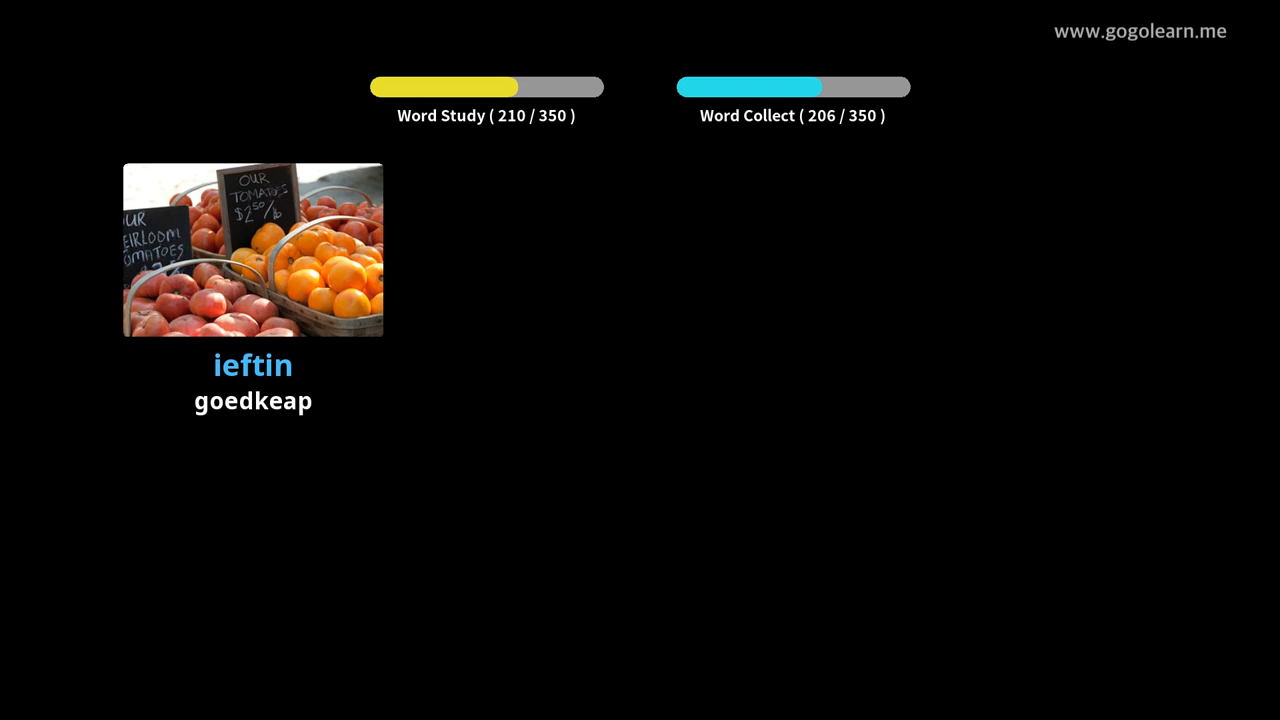 www.gogolearn.me
Word Study ( 210 / 350 )
Word Collect ( 206 / 350 )
OUR
TOMATOES
$2.50/lb
UR
EIRLOOM
OMATOES
ieftin
goedkeap